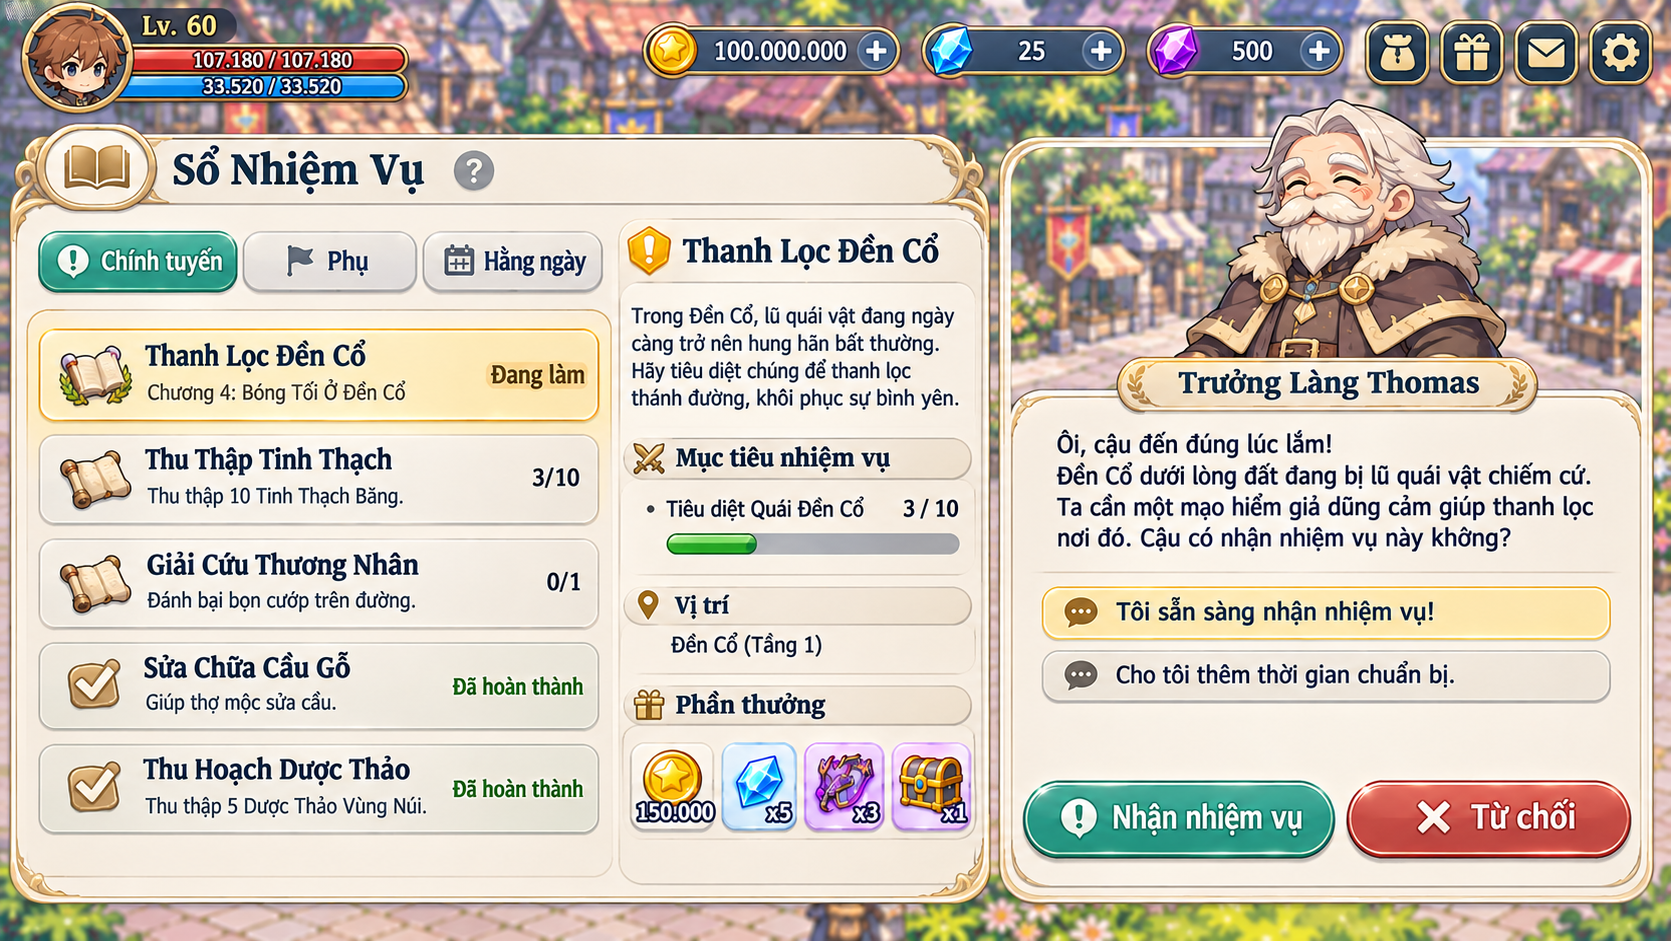 Lv. 60
107.180 / 107.180
33.520 / 33.520
100.000.000
25
500
Sổ Nhiệm Vụ
?
Chính tuyến
Phụ
Hằng ngày
Thanh Lọc Đền Cổ
Chương 4: Bóng Tối Ở Đền Cổ
Đang làm
Thu Thập Tinh Thạch
Thu thập 10 Tinh Thạch Băng.
3/10
Giải Cứu Thương Nhân
Đánh bại bọn cướp trên đường.
0/1
Sửa Chữa Cầu Gỗ
Giúp thợ mộc sửa cầu.
Đã hoàn thành
Thu Hoạch Dược Thảo
Thu thập 5 Dược Thảo Vùng Núi.
Đã hoàn thành
Thanh Lọc Đền Cổ
Trong Đền Cổ, lũ quái vật đang ngày
càng trở nên hung hãn bất thường.
Hãy tiêu diệt chúng để thanh lọc
thánh đường, khôi phục sự bình yên.
Mục tiêu nhiệm vụ
• Tiêu diệt Quái Đền Cổ 3 / 10
Vị trí
Đền Cổ (Tầng 1)
Phần thưởng
150.000
x5
x3
x1
Trưởng Làng Thomas
Ôi, cậu đến đúng lúc lắm!
Đền Cổ dưới lòng đất đang bị lũ quái vật chiếm cứ.
Ta cần một mạo hiểm giả dũng cảm giúp thanh lọc
nơi đó. Cậu có nhận nhiệm vụ này không?
Tôi sẵn sàng nhận nhiệm vụ!
Cho tôi thêm thời gian chuẩn bị.
Nhận nhiệm vụ
Từ chối